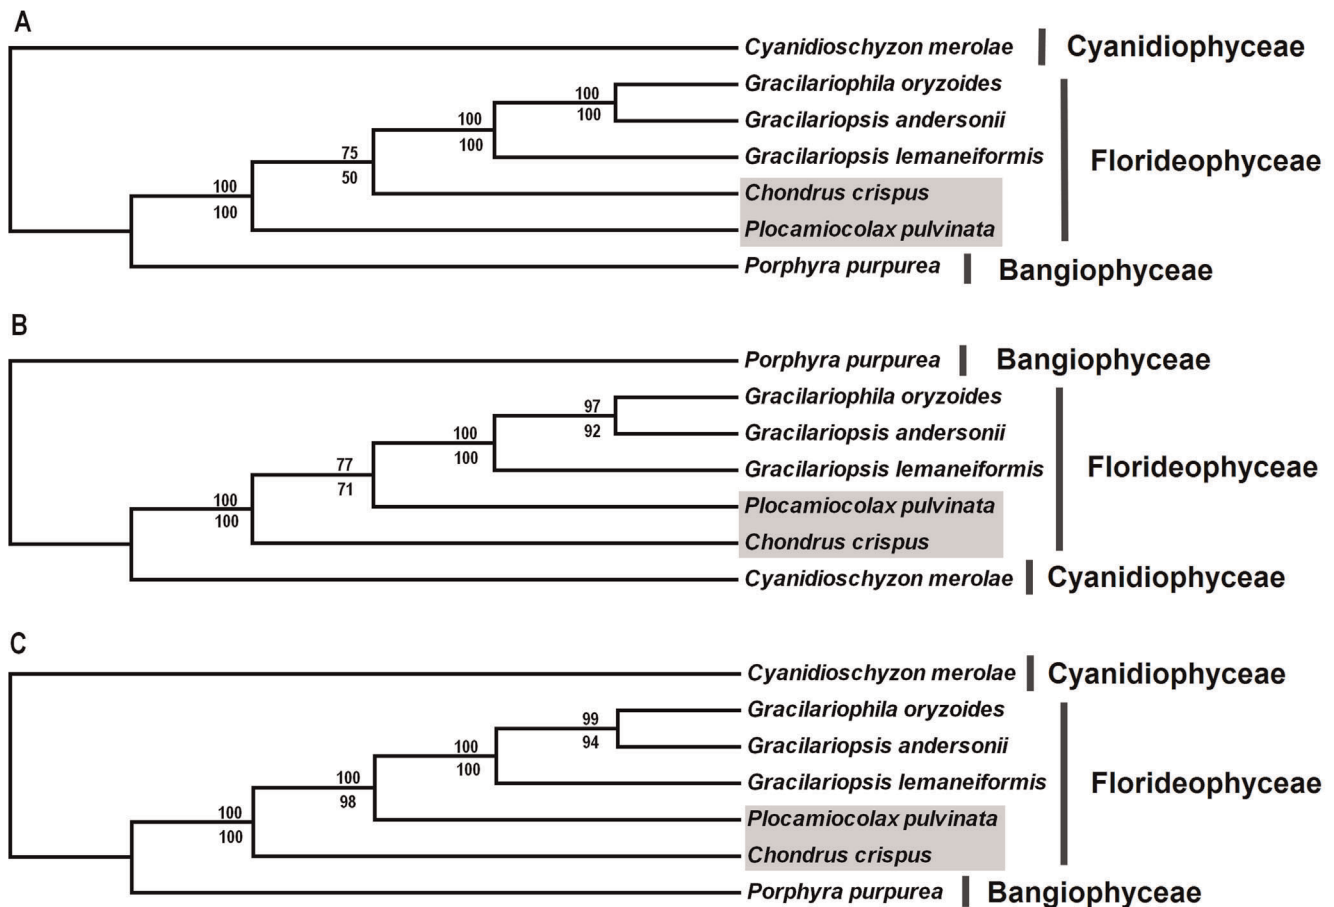 A
Cyanidioschyzon merolae Cyanidiophyceae
Gracilariophila oryzoides
100
100
Gracilariopsis andersonii
100
100
Gracilariopsis lemaneiformis Florideophyceae
75
50
Chondrus crispus
100
100
Plocamiocolax pulvinata
Porphyra purpurea Bangiophyceae
B
Porphyra purpurea Bangiophyceae
Gracilariophila oryzoides
97
92
Gracilariopsis andersonii
100
100
Gracilariopsis lemaneiformis Florideophyceae
77
71
Plocamiocolax pulvinata
100
100
Chondrus crispus
Cyanidioschyzon merolae Cyanidiophyceae
C
Cyanidioschyzon merolae Cyanidiophyceae
Gracilariophila oryzoides
99
94
Gracilariopsis andersonii
100
100
Gracilariopsis lemaneiformis Florideophyceae
100
98
Plocamiocolax pulvinata
100
100
Chondrus crispus
Porphyra purpurea Bangiophyceae